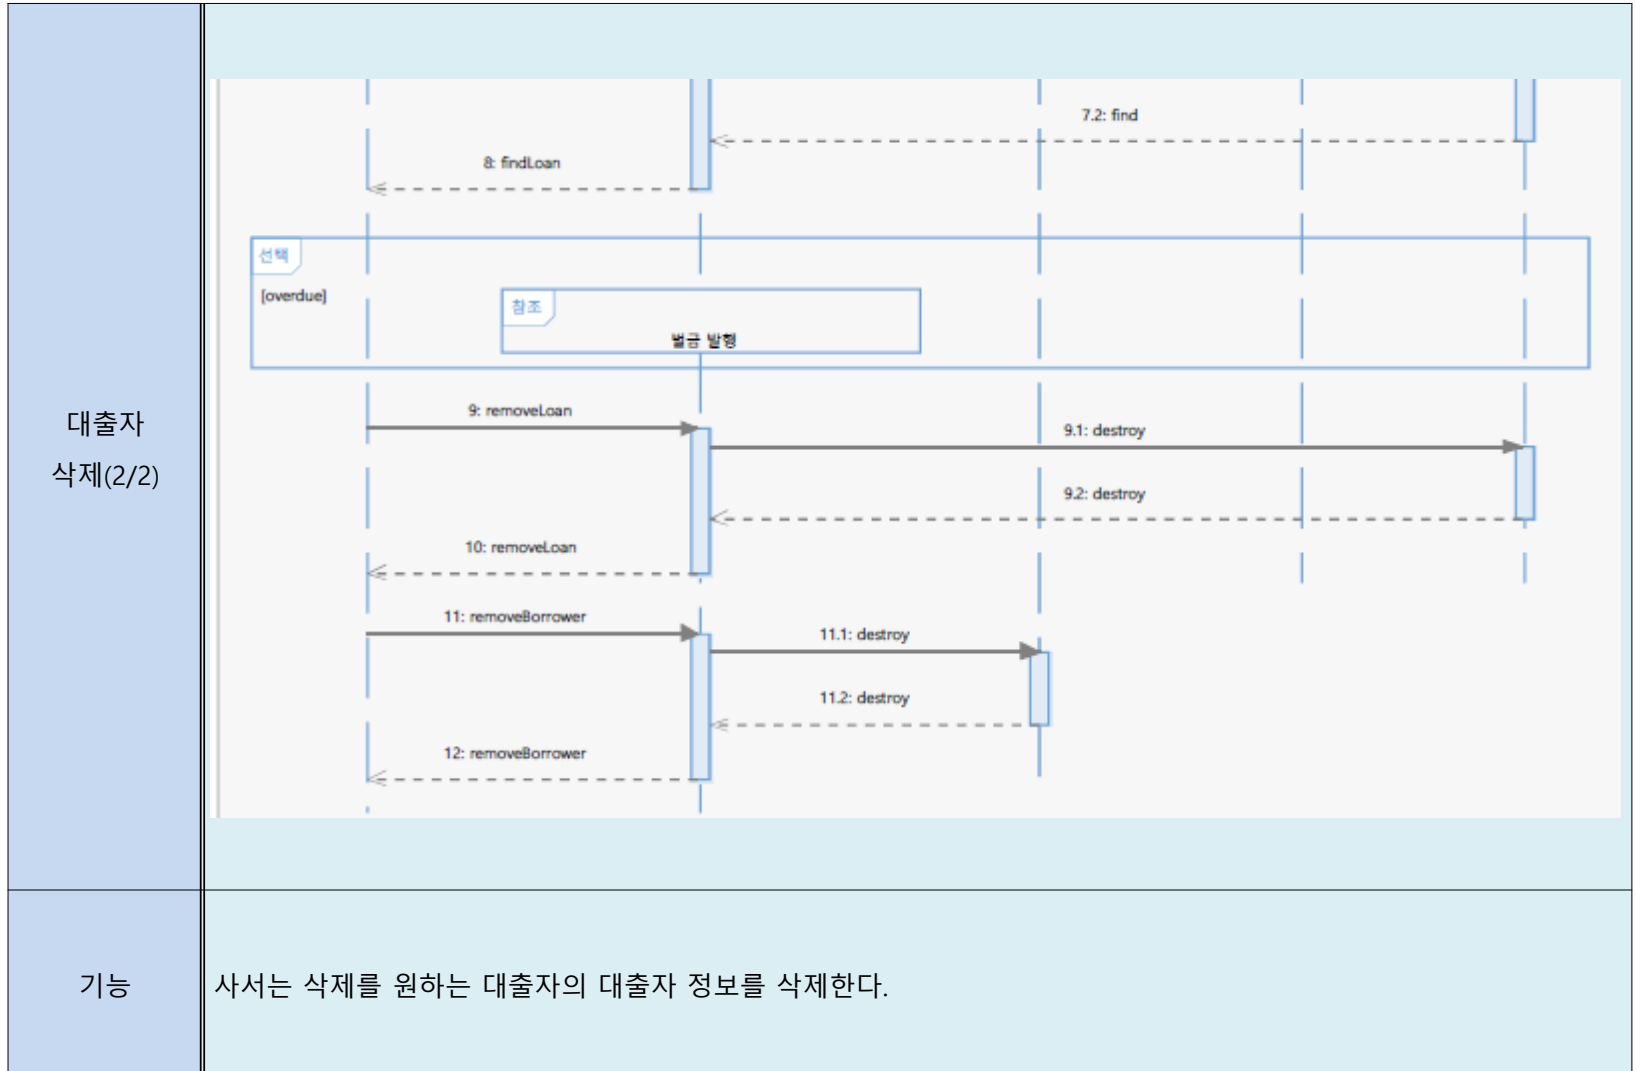 7.2: find
8: findLoan
선택
[overdue]
참조
벌금 발행
9: removeLoan
9.1: destroy
9.2: destroy
10: removeLoan
11: removeBorrower
11.1: destroy
11.2: destroy
12: removeBorrower
대출자
삭제(2/2)
기능
사서는 삭제를 원하는 대출자의 대출자 정보를 삭제한다.